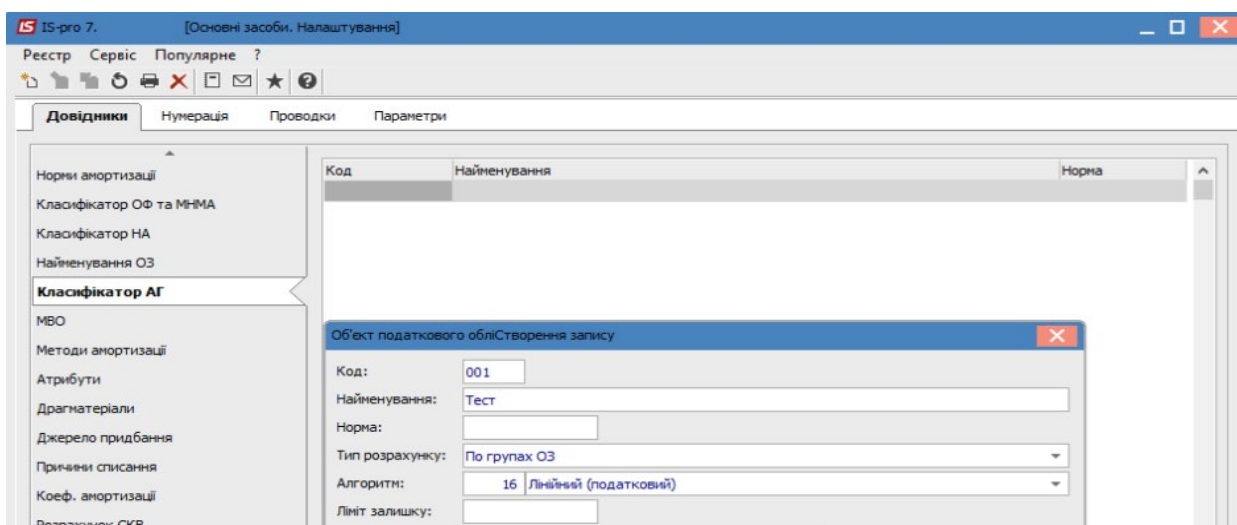 IS-pro 7. [Основні засоби. Налаштування]
Реєстр Сервіс Популярне ?
Довідники Нумерація Проводки Параметри
Норми амортизації
Класифікатор ОФ та МНМА
Класифікатор НА
Найменування ОЗ
Класифікатор АГ
МВО
Методи амортизації
Атрибути
Драгматеріали
Джерело придбання
Причини списання
Коеф. амортизації
Розрахунок СКВ
Код Найменування Норма
Об'єкт податкового обліСтворення запису
Код: 001
Найменування: Тест
Норма:
Тип розрахунку: По групах ОЗ
Алгоритм: 16 Лінійний (податковий)
Ліміт залишку: